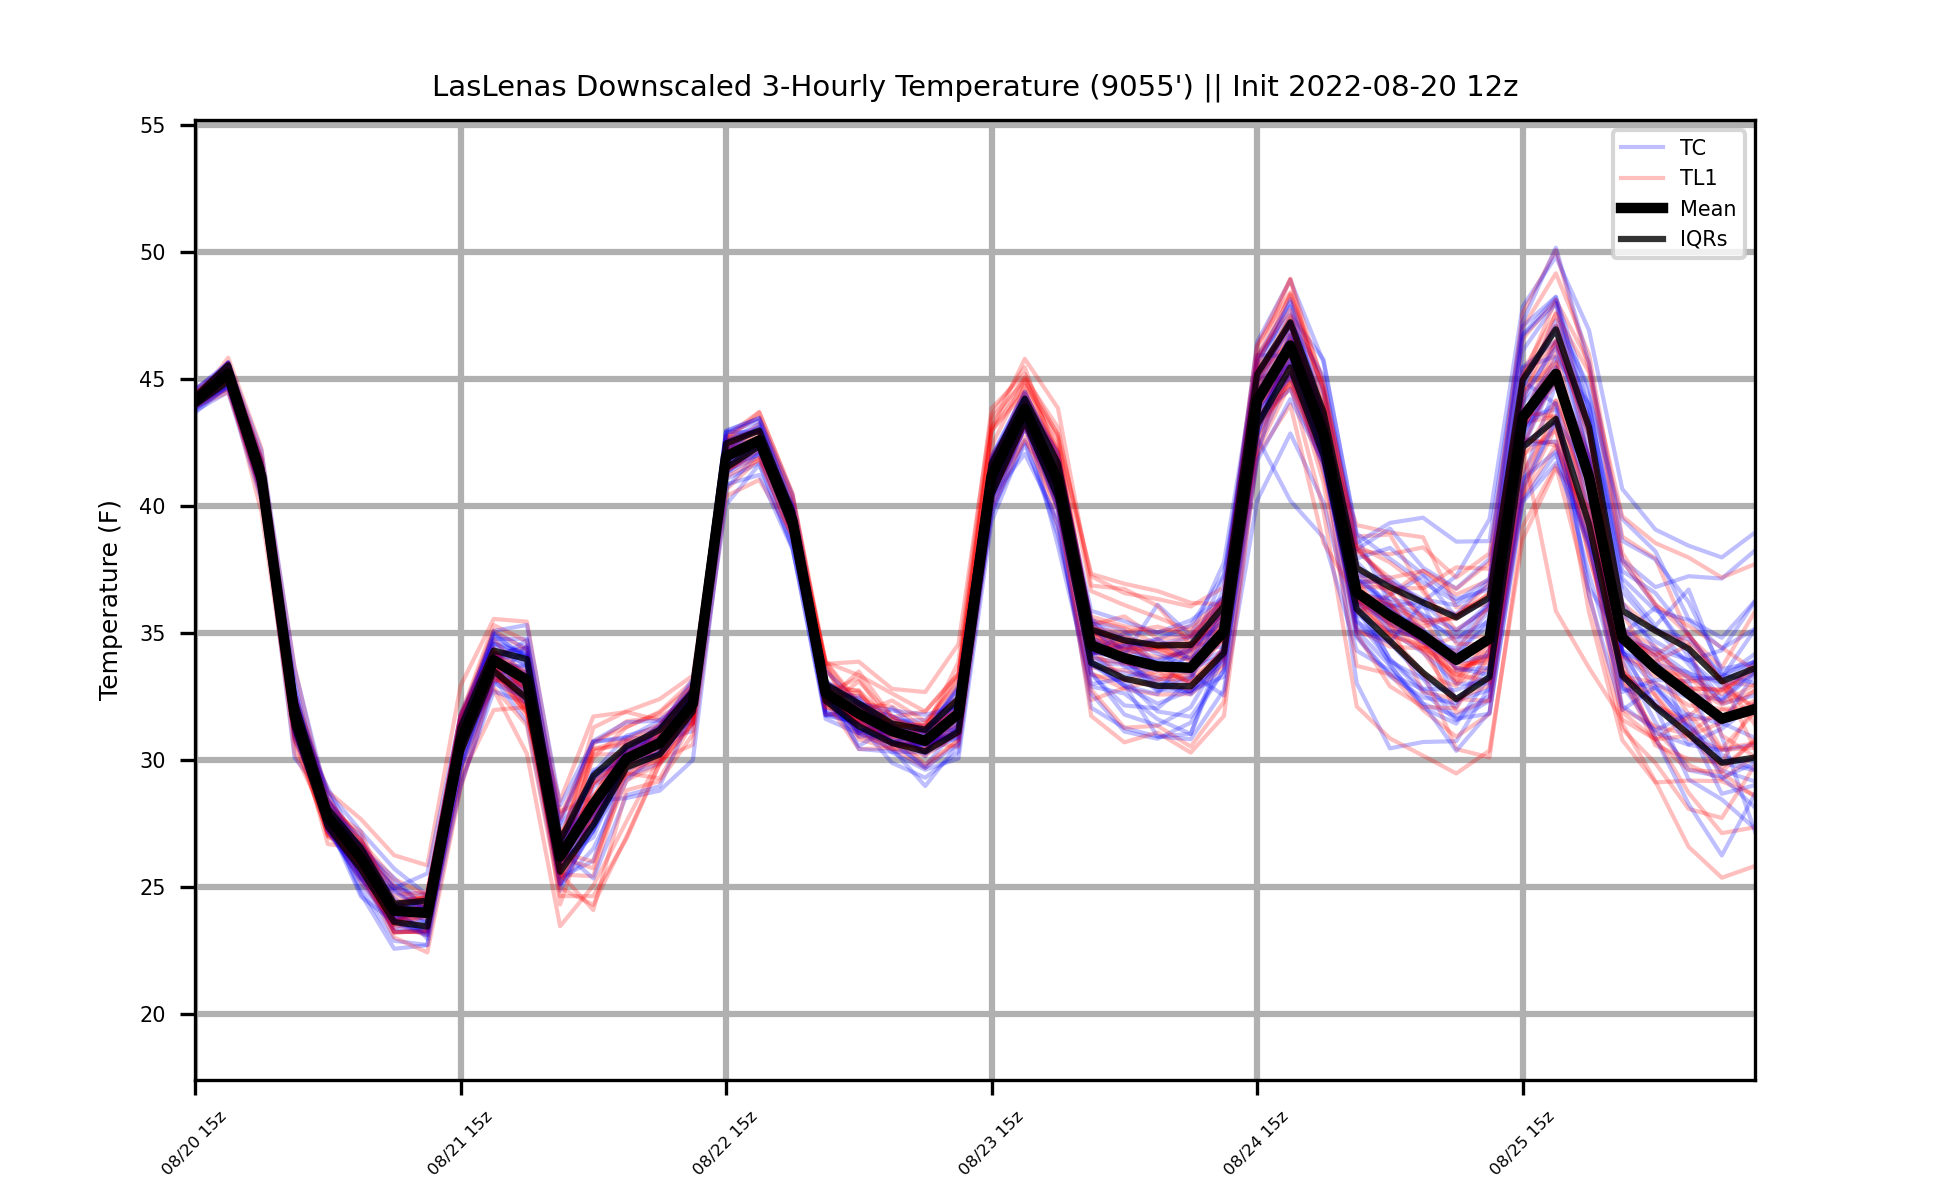 LasLenas Downscaled 3-Hourly Temperature (9055') || Init 2022-08-20 12z
TC
TL1
Mean
IQRs
Temperature (F)
55
50
45
40
35
30
25
20
08/20 15z
08/21 15z
08/22 15z
08/23 15z
08/24 15z
08/25 15z